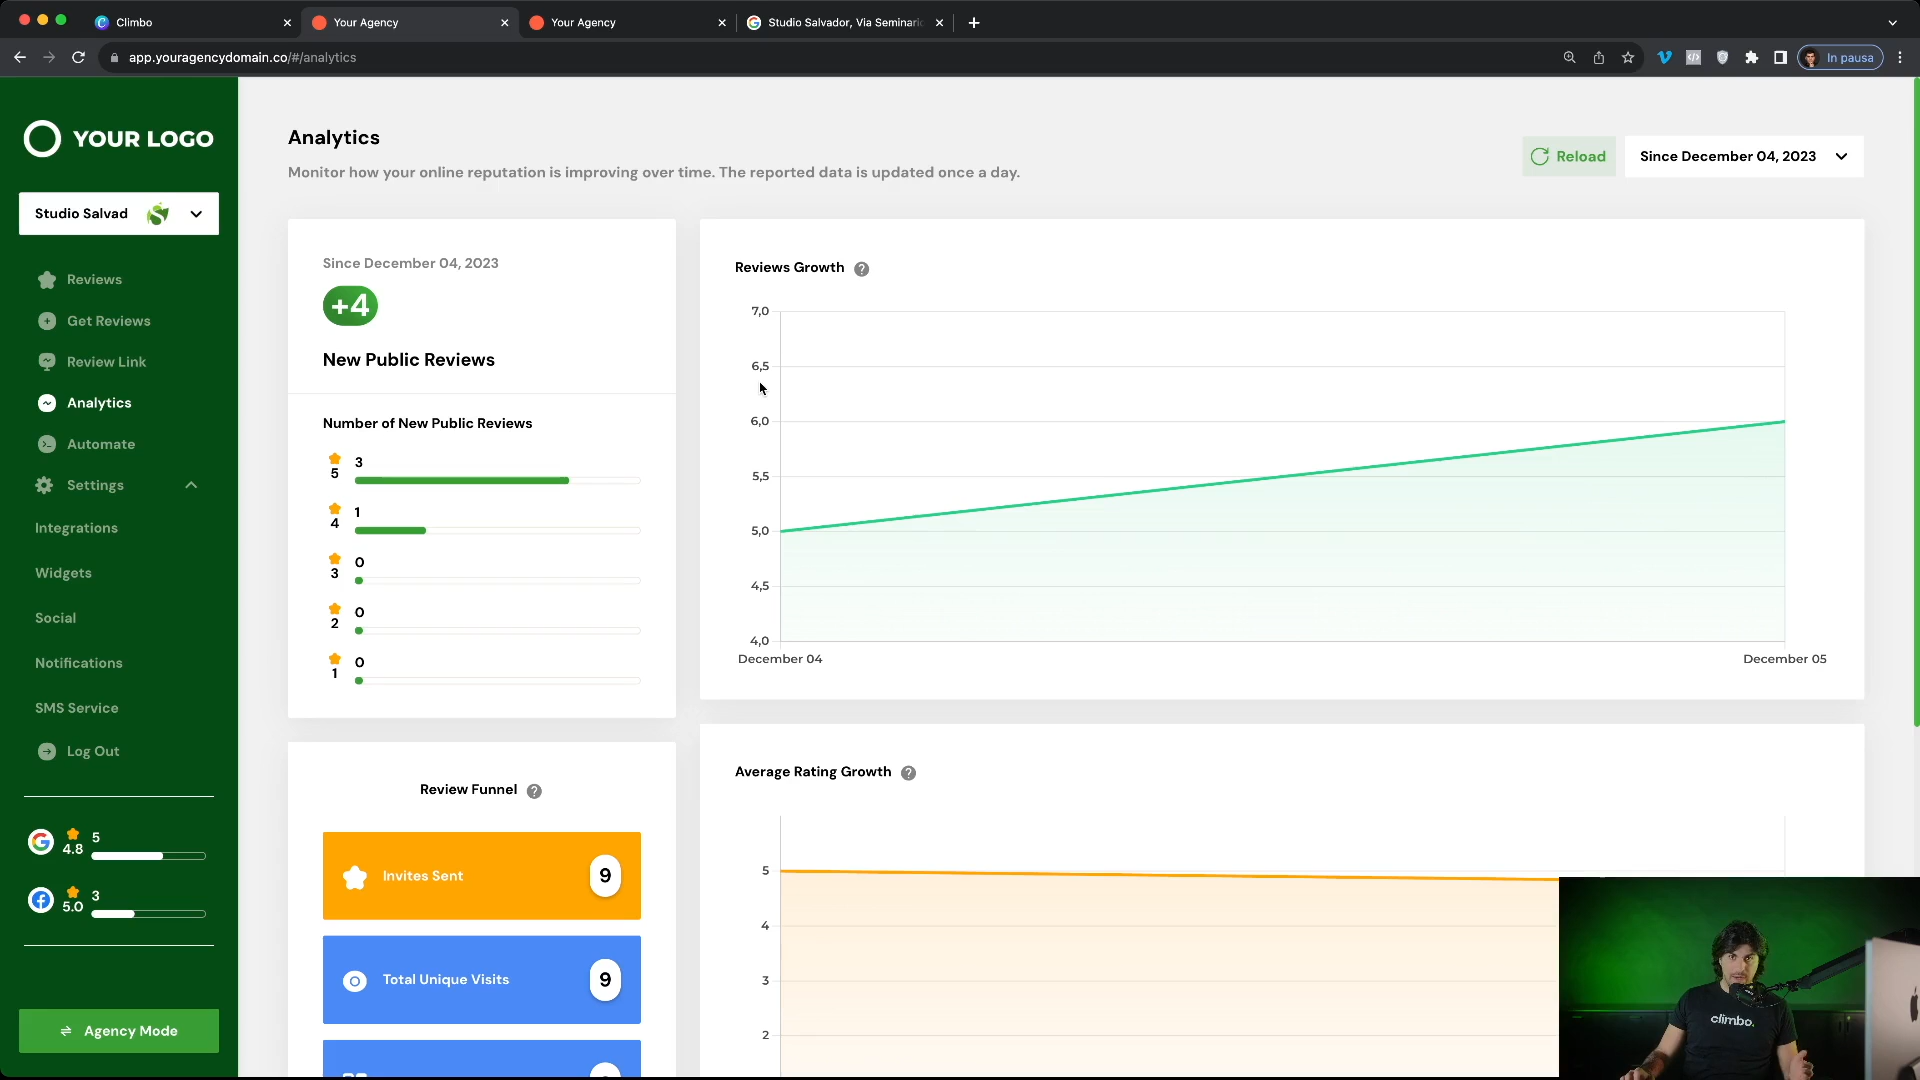 Climbo
Your Agency
Your Agency
Studio Salvador, Via Seminario
app.youragencydomain.co/#/analytics
In pausa
YOUR LOGO
Studio Salvad
Reviews
Get Reviews
Review Link
Analytics
Automate
Settings
Integrations
Widgets
Social
Notifications
SMS Service
Log Out
4.8 5
5.0 3
Agency Mode
Analytics
Monitor how your online reputation is improving over time. The reported data is updated once a day.
Reload
Since December 04, 2023
Since December 04, 2023
+4
New Public Reviews
Number of New Public Reviews
5 3
4 1
3 0
2 0
1 0
Review Funnel ?
Invites Sent 9
Total Unique Visits 9
Reviews Growth ?
7,0
6,5
6,0
5,5
5,0
4,5
4,0
December 04 December 05
Average Rating Growth ?
5
4
3
2
climbo.